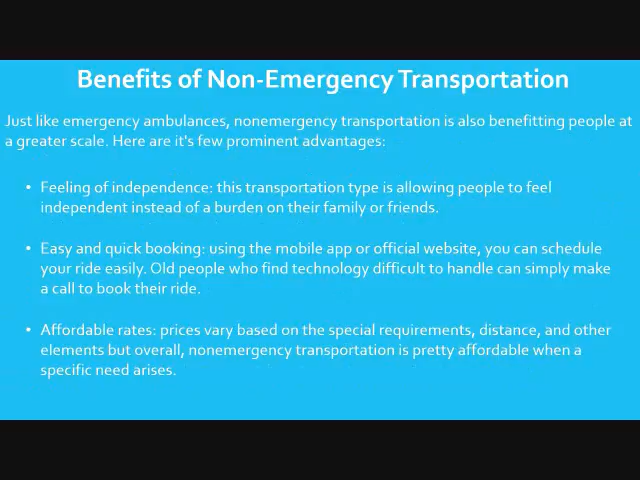 Benefits of Non-Emergency Transportation
Just like emergency ambulances, nonemergency transportation is also benefitting people at
a greater scale. Here are it's few prominent advantages:
• Feeling of independence: this transportation type is allowing people to feel
independent instead of a burden on their family or friends.
• Easy and quick booking: using the mobile app or official website, you can schedule
your ride easily. Old people who find technology difficult to handle can simply make
a call to book their ride.
• Affordable rates: prices vary based on the special requirements, distance, and other
elements but overall, nonemergency transportation is pretty affordable when a
specific need arises.